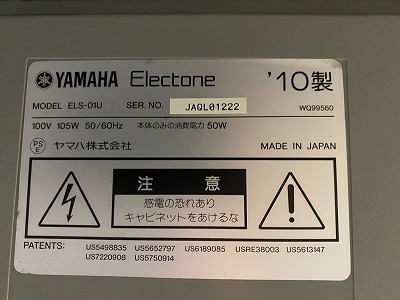 YAMAHA Electone '10製
MODEL ELS-01U SER. NO. JAQL01222 WQ99560
100V 105W 50/60Hz 本体のみの消費電力 50W
PSE ヤマハ株式会社 MADE IN JAPAN
注意
感電の恐れあり
キャビネットをあけるな
PATENTS: US5498835 US5652797 US6189085 USRE38003 US5613147
US7220908 US5750914